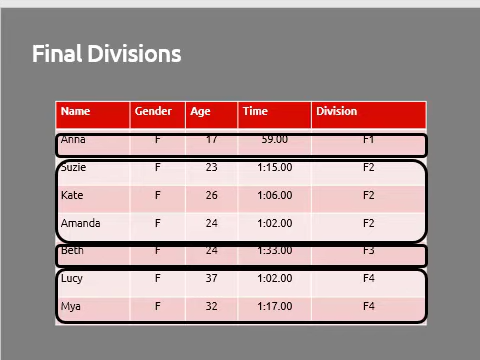 Final Divisions
Name Gender Age Time Division
Anna F 17 59.00 F1
Suzie F 23 1:15.00 F2
Kate F 26 1:06.00 F2
Amanda F 24 1:02.00 F2
Beth F 24 1:33.00 F3
Lucy F 37 1:02.00 F4
Mya F 32 1:17.00 F4